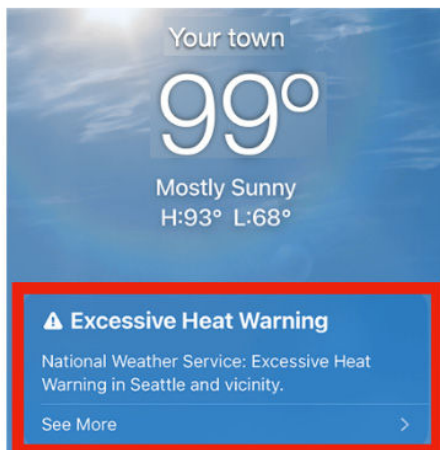 Your town
99°
Mostly Sunny
H:93° L:68°
Excessive Heat Warning
National Weather Service: Excessive Heat
Warning in Seattle and vicinity.
See More